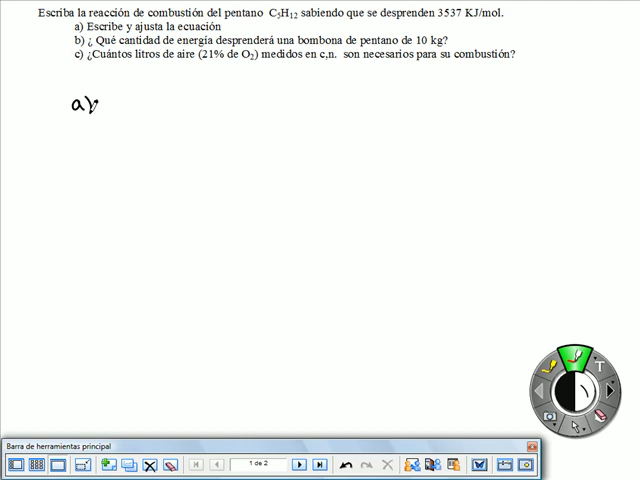 Escriba la reacción de combustión del pentano C₅H₁₂ sabiendo que se desprenden 3537 KJ/mol.
a) Escribe y ajusta la ecuación
b) ¿ Qué cantidad de energía desprenderá una bombona de pentano de 10 kg?
c) ¿Cuántos litros de aire (21% de O₂) medidos en c,n. son necesarios para su combustión?
a)
T
Barra de herramientas principal
1 de 2